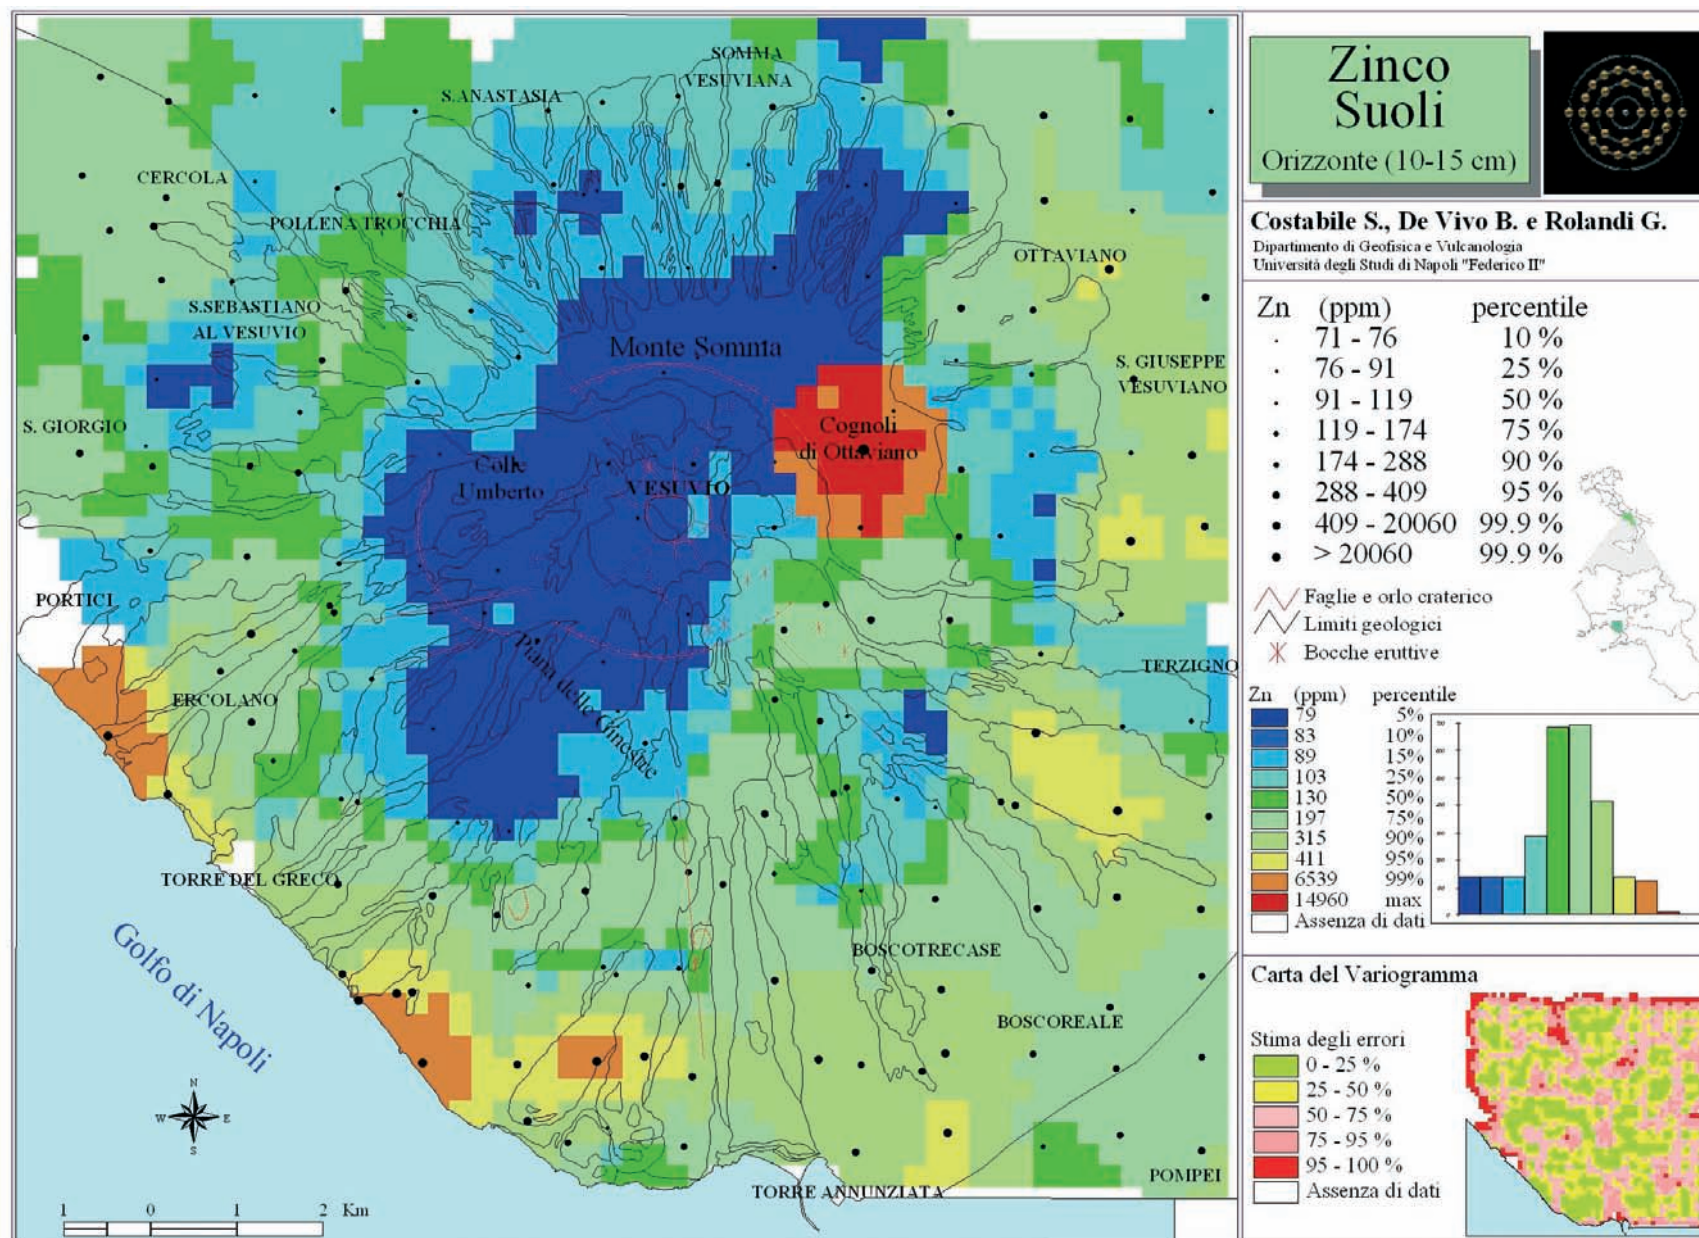 SOMMA
VESUVIANA
S.ANASTASIA
CERCOLA
POLLENA TROCCHIA
OTTAVIANO
S.SEBASTIANO
AL VESUVIO
Monte Somma
S. GIUSEPPE
VESUVIANO
S. GIORGIO
Cognoli
di Ottaviano
Colle
Umberto
VESUVIO
PORTICI
Piana delle Ginestre
TERZIGNO
ERCOLANO
TORRE DEL GRECO
Golfo di Napoli
BOSCOTRECASE
BOSCOREALE
POMPEI
TORRE ANNUNZIATA
N
W E
S
1 0 1 2 Km
Zinco
Suoli
Orizzonte (10-15 cm)
Costabile S., De Vivo B. e Rolandi G.
Dipartimento di Geofisica e Vulcanologia
Università degli Studi di Napoli "Federico II"
Zn (ppm) percentile
71 - 76 10 %
76 - 91 25 %
91 - 119 50 %
119 - 174 75 %
174 - 288 90 %
288 - 409 95 %
409 - 20060 99.9 %
> 20060 99.9 %
Faglie e orlo craterico
Limiti geologici
Bocche eruttive
Zn (ppm) percentile
79 5%
83 10%
89 15%
103 25%
130 50%
197 75%
315 90%
411 95%
6539 99%
14960 max
Assenza di dati
Carta del Variogramma
Stima degli errori
0 - 25 %
25 - 50 %
50 - 75 %
75 - 95 %
95 - 100 %
Assenza di dati